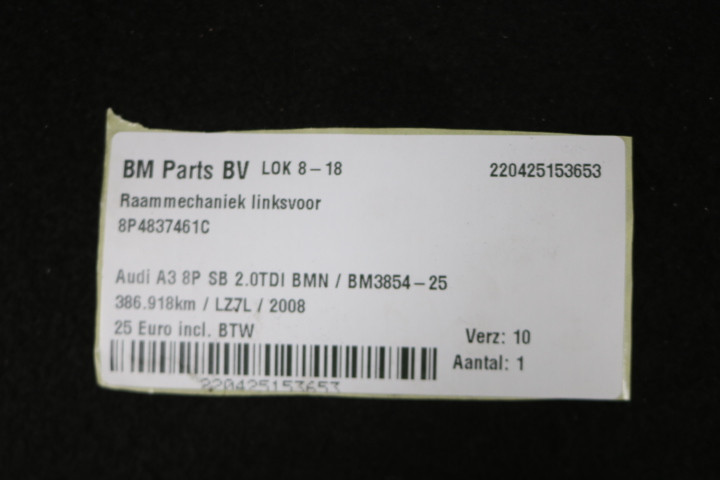 BM Parts BV LOK 8-18 220425153653
Raammechaniek linksvoor
8P4837461C
Audi A3 8P SB 2.0TDI BMN / BM3854-25
386.918km / LZ7L / 2008
25 Euro incl. BTW
Verz: 10
Aantal: 1
220425153653